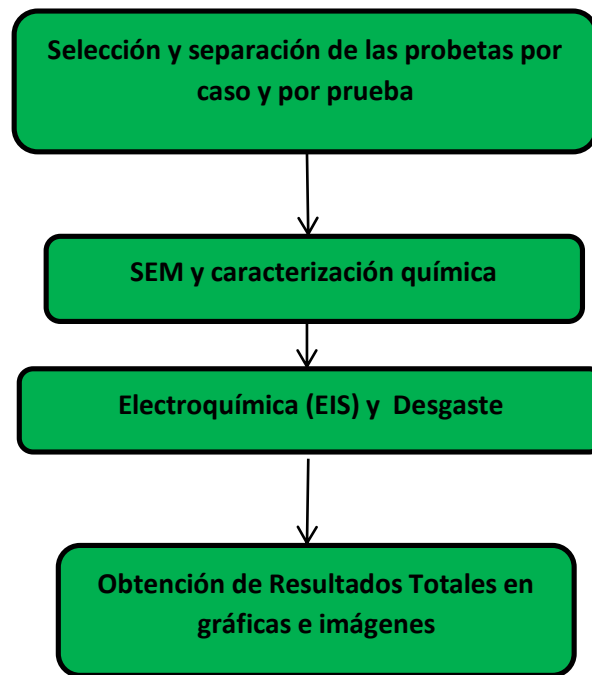 Selección y separación de las probetas por
caso y por prueba
SEM y caracterización química
Electroquímica (EIS) y  Desgaste
Obtención de Resultados Totales en
gráficas e imágenes